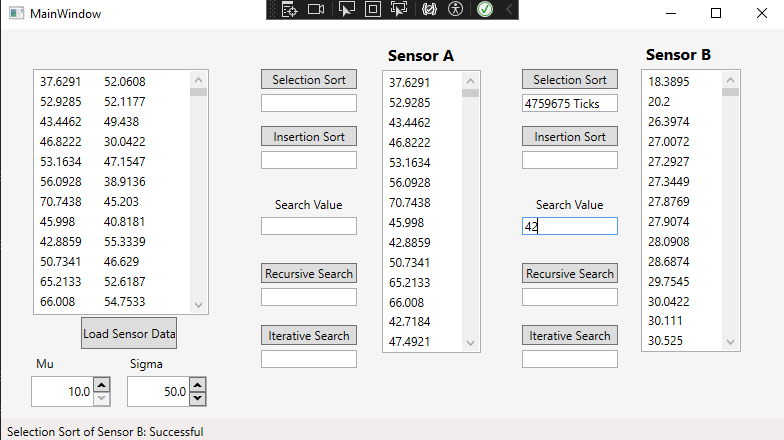 MainWindow
Sensor A
Sensor B
37.6291 52.0608
52.9285 52.1177
43.4462 49.438
46.8222 30.0422
53.1634 47.1547
56.0928 38.9136
70.7438 45.203
45.998 40.8181
42.8859 55.3339
50.7341 46.629
65.2133 52.6187
66.008 54.7533
Load Sensor Data
Mu
Sigma
10.0
50.0
Selection Sort
Insertion Sort
Search Value
Recursive Search
Iterative Search
37.6291
52.9285
43.4462
46.8222
53.1634
56.0928
70.7438
45.998
42.8859
50.7341
65.2133
66.008
42.7184
47.4921
Selection Sort
4759675 Ticks
Insertion Sort
Search Value
42
Recursive Search
Iterative Search
18.3895
20.2
26.3974
27.0072
27.2927
27.3449
27.8769
27.9074
28.0908
28.6874
29.7545
30.0422
30.111
30.525
Selection Sort of Sensor B: Successful